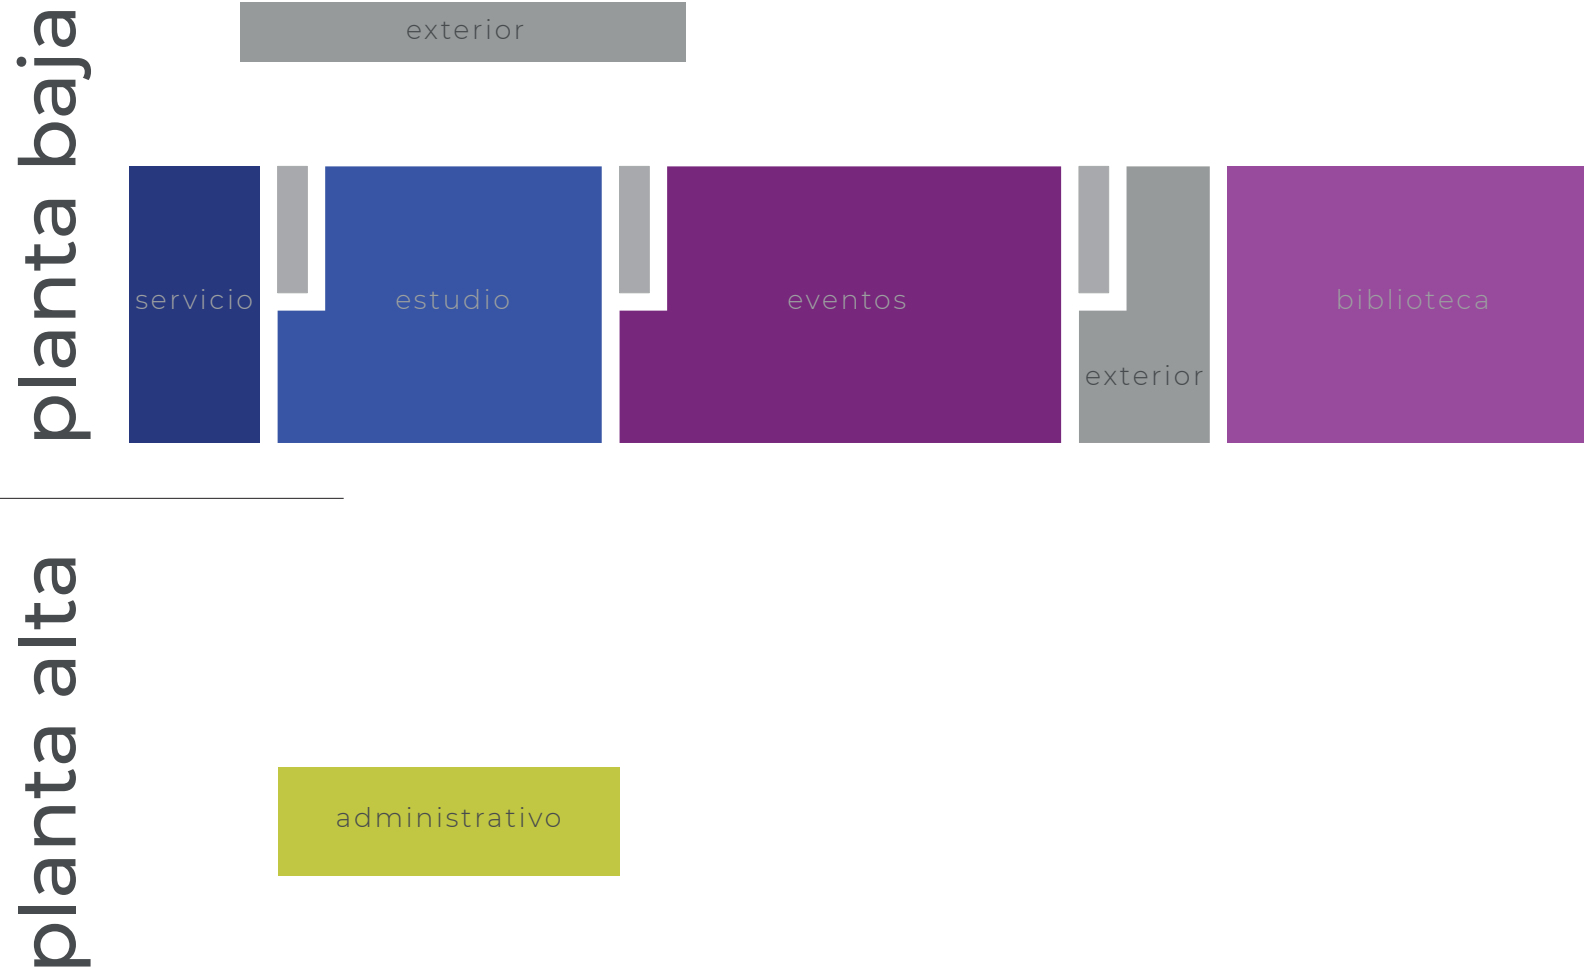 planta baja
exterior
servicio
estudio
eventos
exterior
biblioteca
planta alta
administrativo